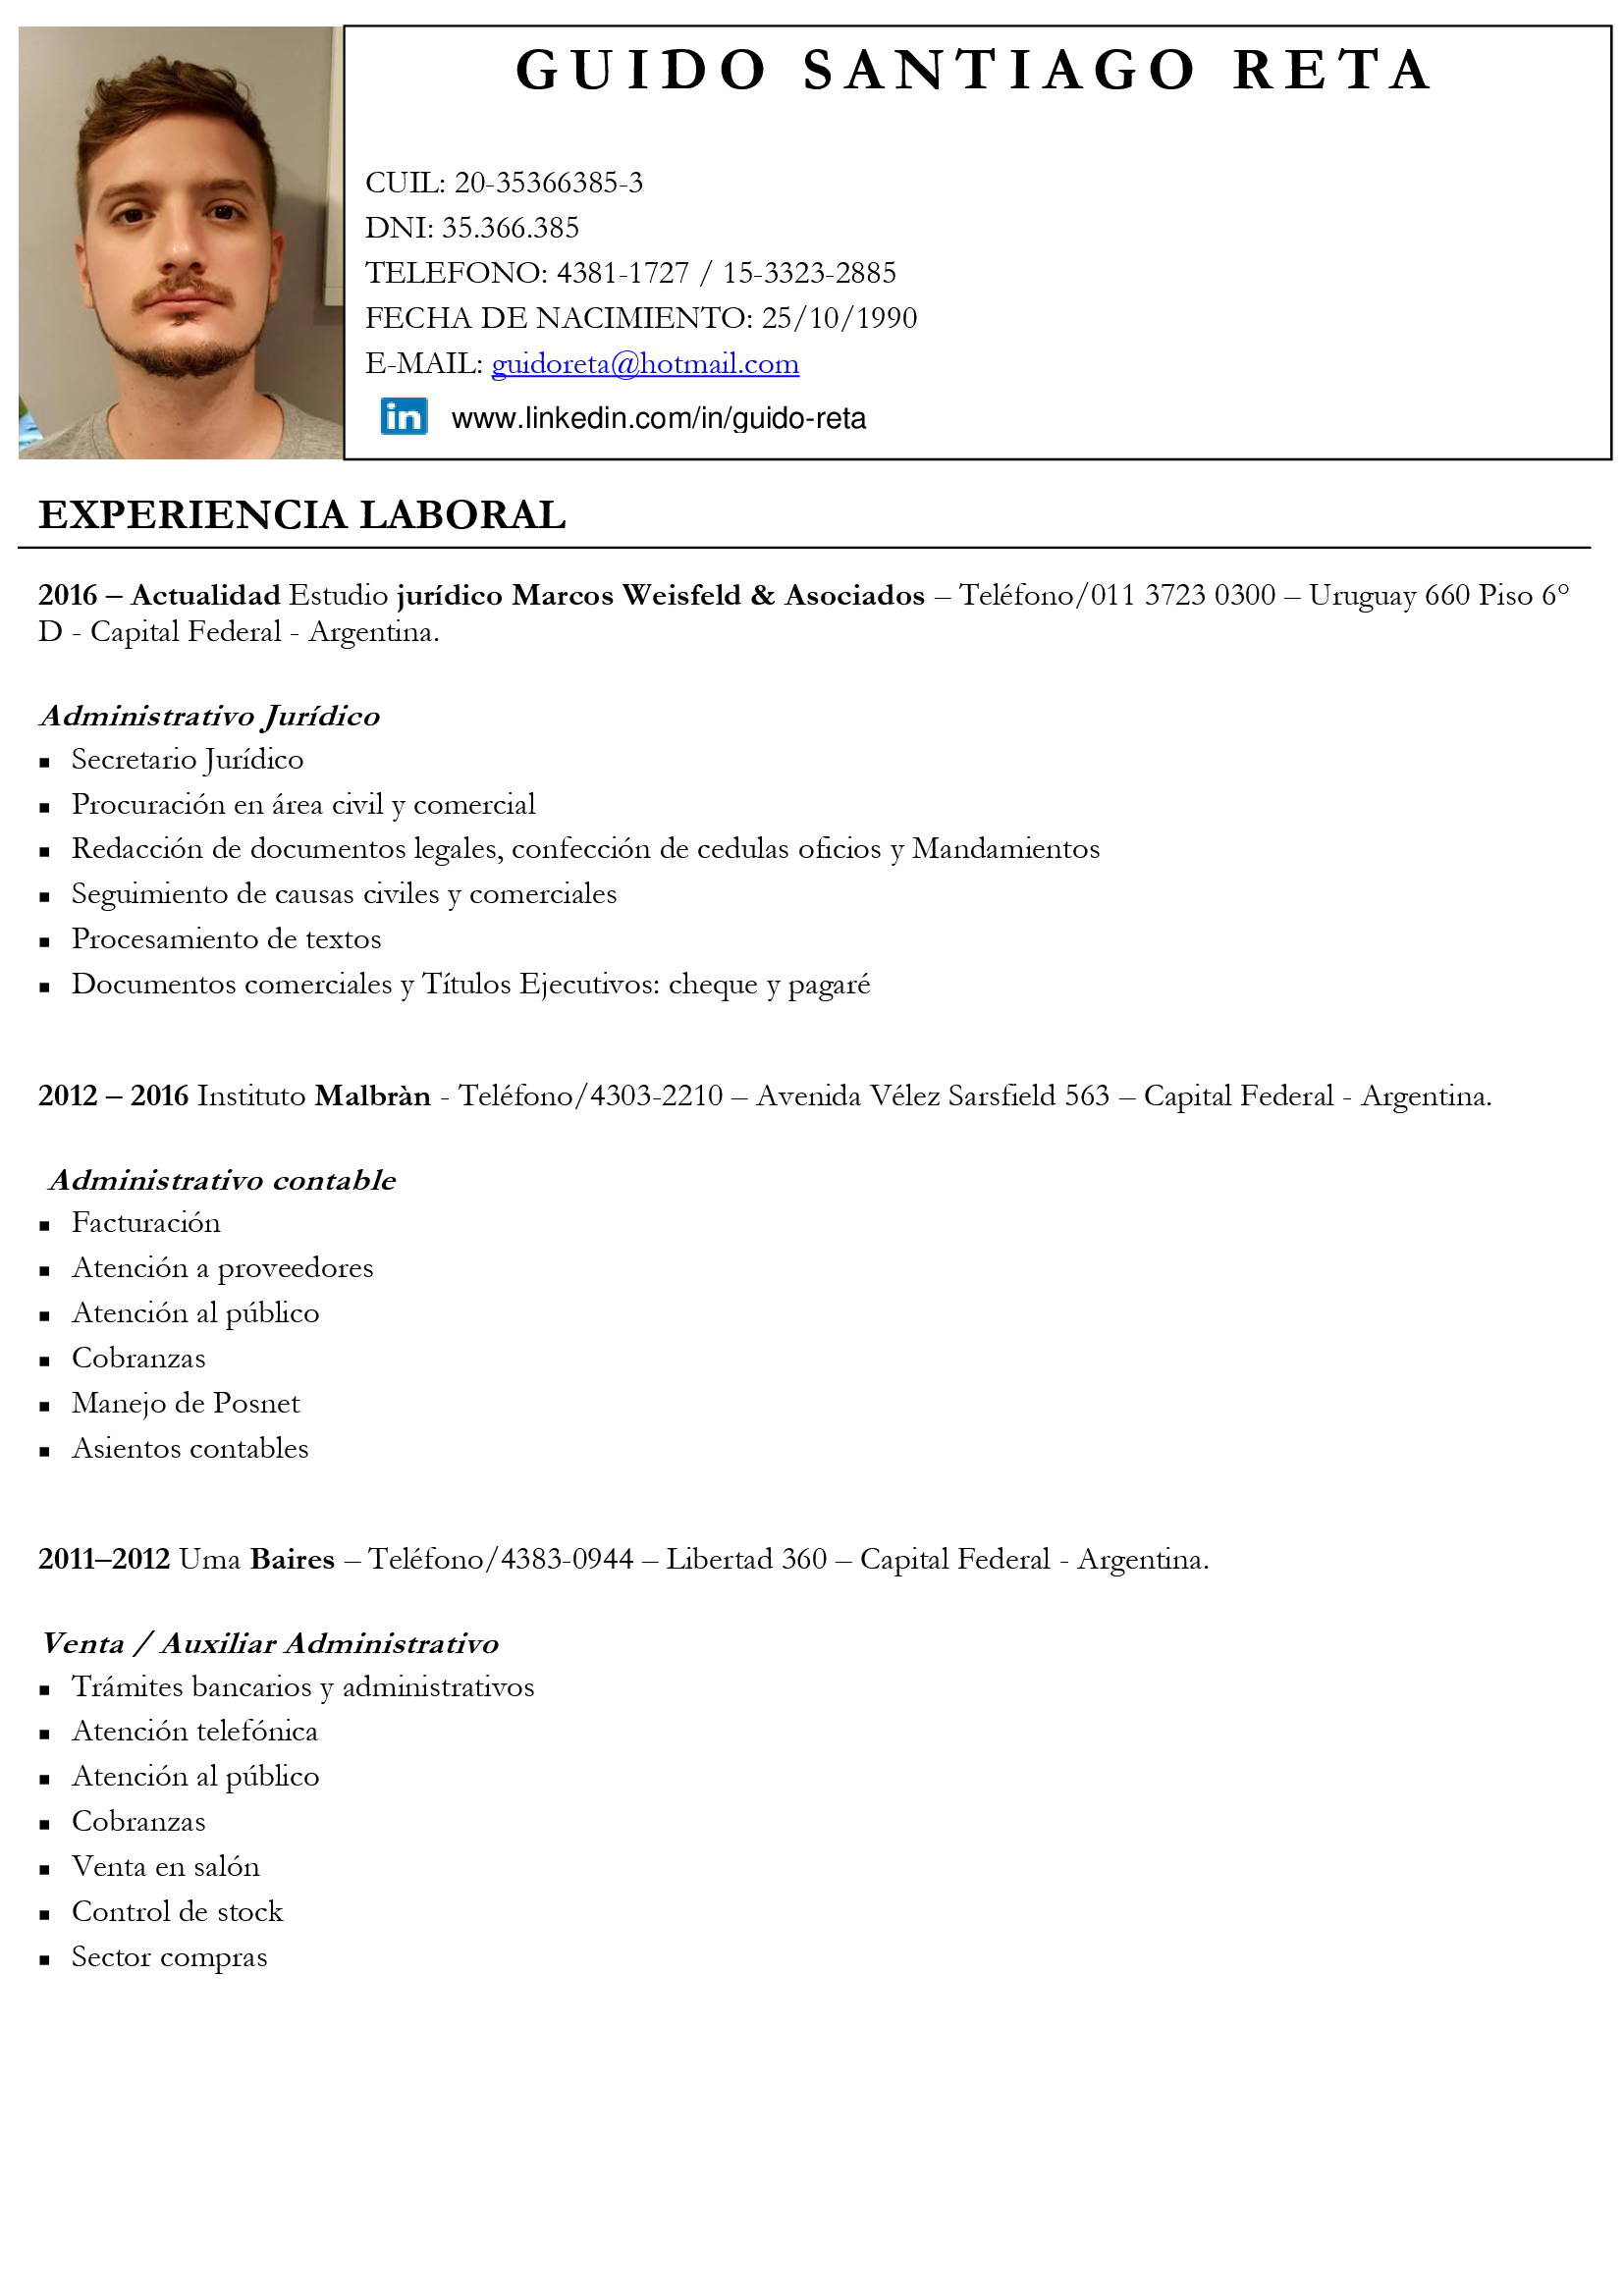 GUIDO SANTIAGO RETA
CUIL: 20-35366385-3
DNI: 35.366.385
TELEFONO: 4381-1727 / 15-3323-2885
FECHA DE NACIMIENTO: 25/10/1990
E-MAIL: guidoreta@hotmail.com
in www.linkedin.com/in/guido-reta
EXPERIENCIA LABORAL
2016 – Actualidad Estudio jurídico Marcos Weisfeld & Asociados – Teléfono/011 3723 0300 – Uruguay 660 Piso 6°
D - Capital Federal - Argentina.
Administrativo Jurídico
▪ Secretario Jurídico
▪ Procuración en área civil y comercial
▪ Redacción de documentos legales, confección de cedulas oficios y Mandamientos
▪ Seguimiento de causas civiles y comerciales
▪ Procesamiento de textos
▪ Documentos comerciales y Títulos Ejecutivos: cheque y pagaré
2012 – 2016 Instituto Malbràn - Teléfono/4303-2210 – Avenida Vélez Sarsfield 563 – Capital Federal - Argentina.
Administrativo contable
▪ Facturación
▪ Atención a proveedores
▪ Atención al público
▪ Cobranzas
▪ Manejo de Posnet
▪ Asientos contables
2011–2012 Uma Baires – Teléfono/4383-0944 – Libertad 360 – Capital Federal - Argentina.
Venta / Auxiliar Administrativo
▪ Trámites bancarios y administrativos
▪ Atención telefónica
▪ Atención al público
▪ Cobranzas
▪ Venta en salón
▪ Control de stock
▪ Sector compras